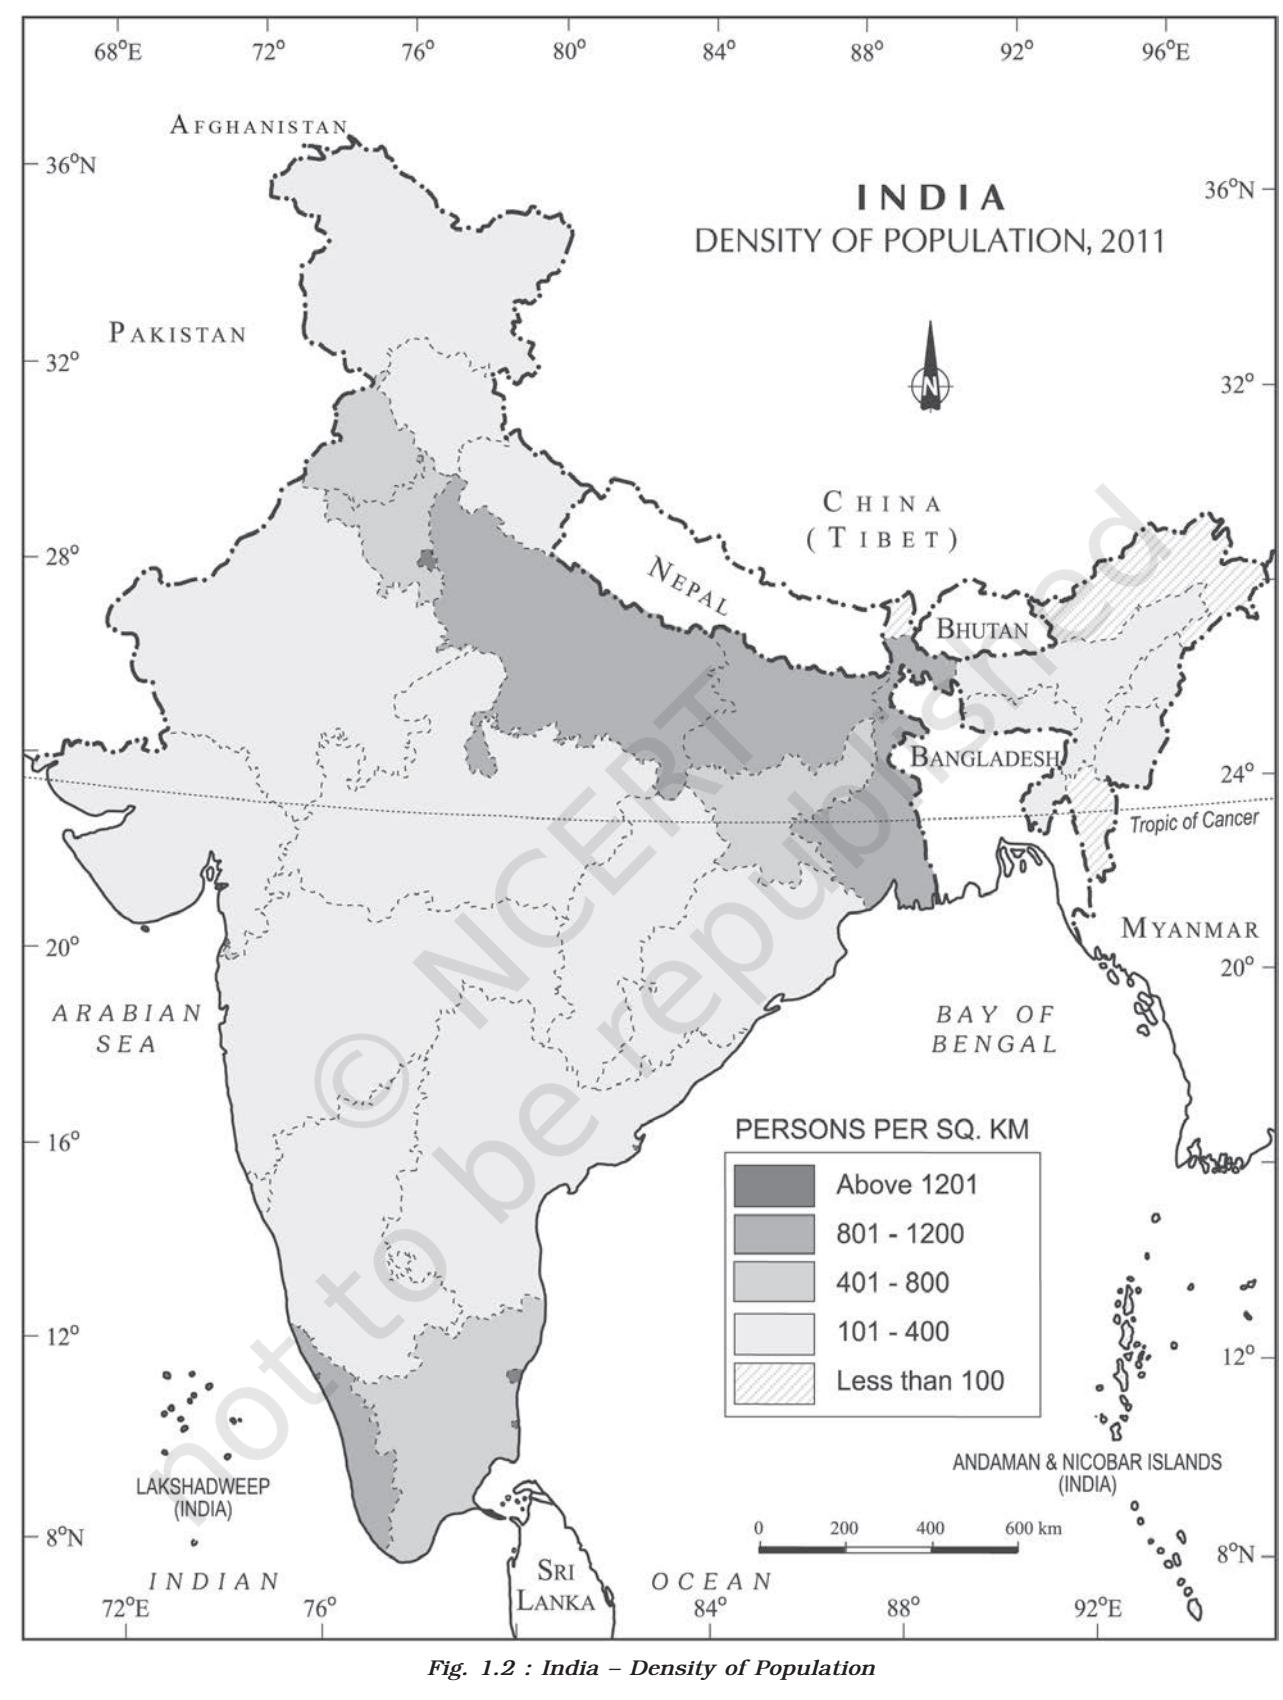 68°E 72° 76° 80° 84° 88° 92° 96°E
AFGHANISTAN
36°N
INDIA
36°N
DENSITY OF POPULATION, 2011
PAKISTAN
32°
32°
N
CHINA
(TIBET)
28°
NEPAL
BHUTAN
BANGLADESH
24°
Tropic of Cancer
MYANMAR
20°
20°
ARABIAN
SEA
BAY OF
BENGAL
© NCERT
not to be republished
16°
PERSONS PER SQ. KM
Above 1201
801 - 1200
401 - 800
101 - 400
Less than 100
12°
12°
LAKSHADWEEP
(INDIA)
ANDAMAN & NICOBAR ISLANDS
(INDIA)
0 200 400 600 km
8°N
8°N
SRI
LANKA
INDIAN OCEAN
72°E 76° 84° 88° 92°E
Fig. 1.2 : India – Density of Population